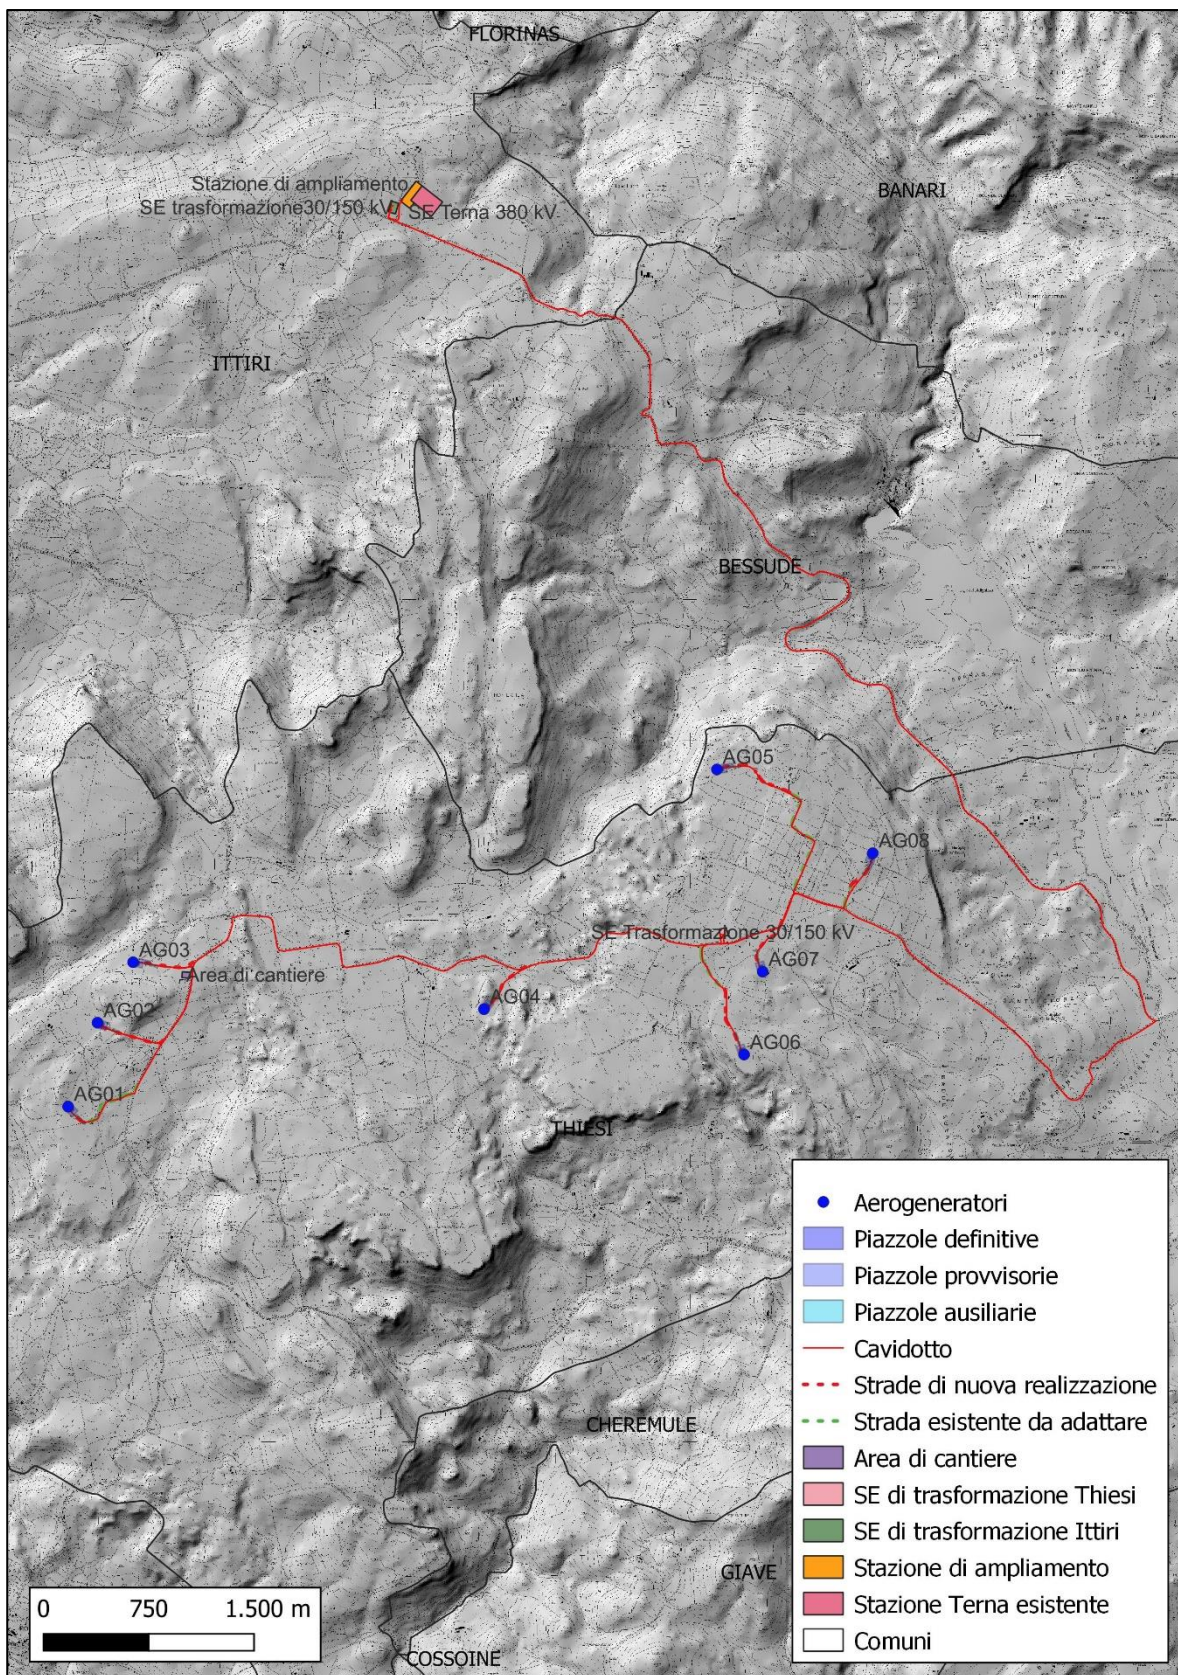 FLORINAS
BANARI
Stazione di ampliamento
SE trasformazione30/150 kV
SE Terna 380 kV
ITTIRI
BESSUDE
AG05
AG08
SE Trasformazione 30/150 kV
AG03
Area di cantiere
AG07
AG04
AG02
AG06
AG01
THIESI
CHEREMULE
GIAVE
COSSOINE
Aerogeneratori
Piazzole definitive
Piazzole provvisorie
Piazzole ausiliarie
Cavidotto
Strade di nuova realizzazione
Strada esistente da adattare
Area di cantiere
SE di trasformazione Thiesi
SE di trasformazione Ittiri
Stazione di ampliamento
Stazione Terna esistente
Comuni
0 750 1.500 m